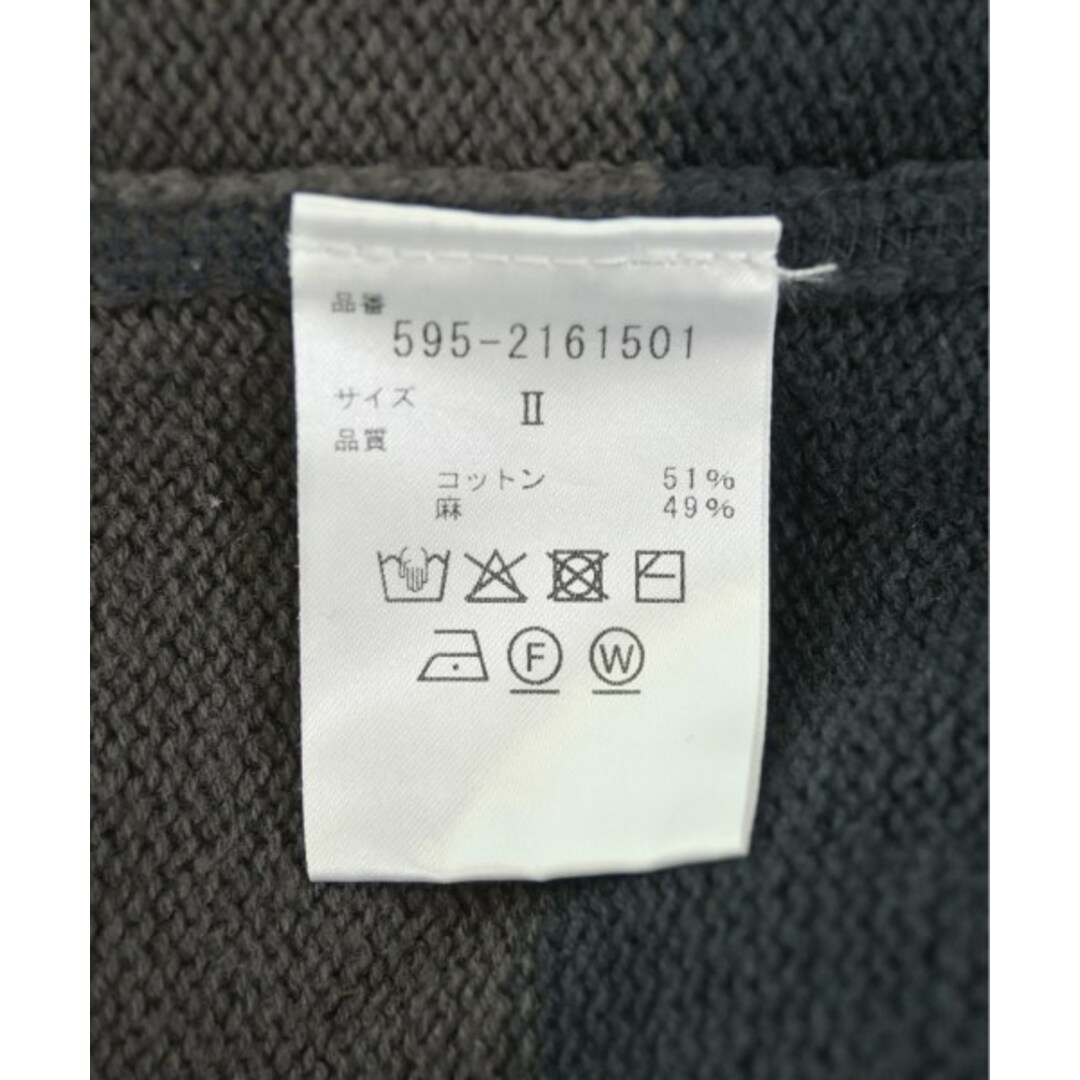 品番
595-2161501
サイズ Ⅱ
品質
コットン 51%
麻 49%
F W